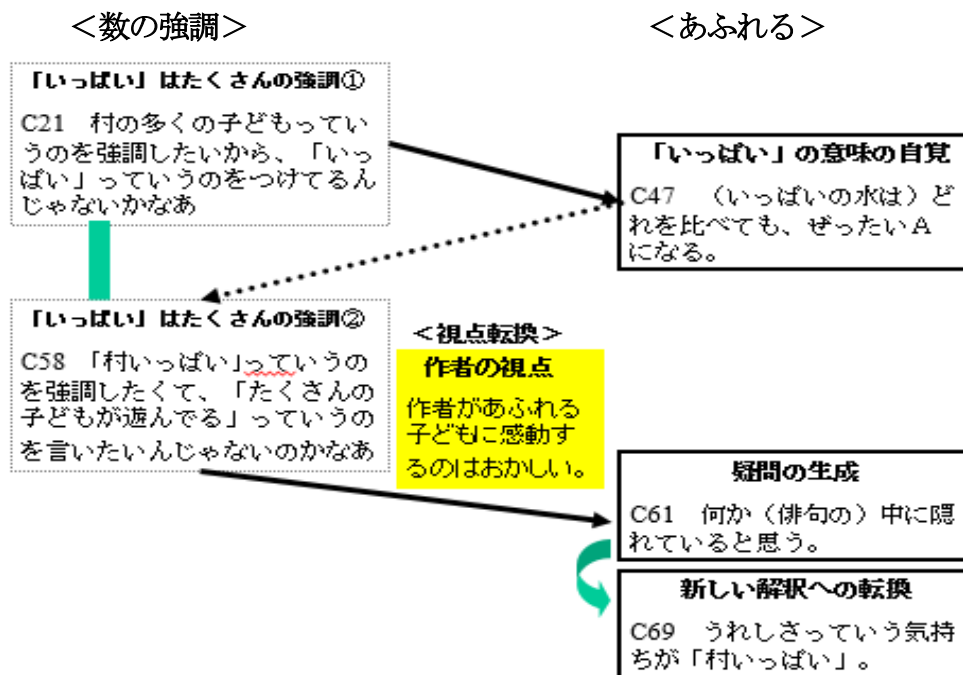 ＜数の強調＞
＜あふれる＞
「いっぱい」はたくさんの強調①
C21　村の多くの子どもってい
うのを強調したいから、「いっ
ぱい」っていうのをつけてるん
じゃないかなあ
「いっぱい」の意味の自覚
C47　（いっぱいの水は）ど
れを比べても、ぜったいA
になる。
「いっぱい」はたくさんの強調②
C58　「村いっぱい」っていうの
を強調したくて、「たくさんの
子どもが遊んでる」っていうの
を言いたいんじゃないのかなあ
＜視点転換＞
作者の視点
作者があふれる
子どもに感動す
るのはおかしい。
疑問の生成
C61　何か（俳句の）中に隠
れていると思う。
新しい解釈への転換
C69　うれしさっていう気持
ちが「村いっぱい」。